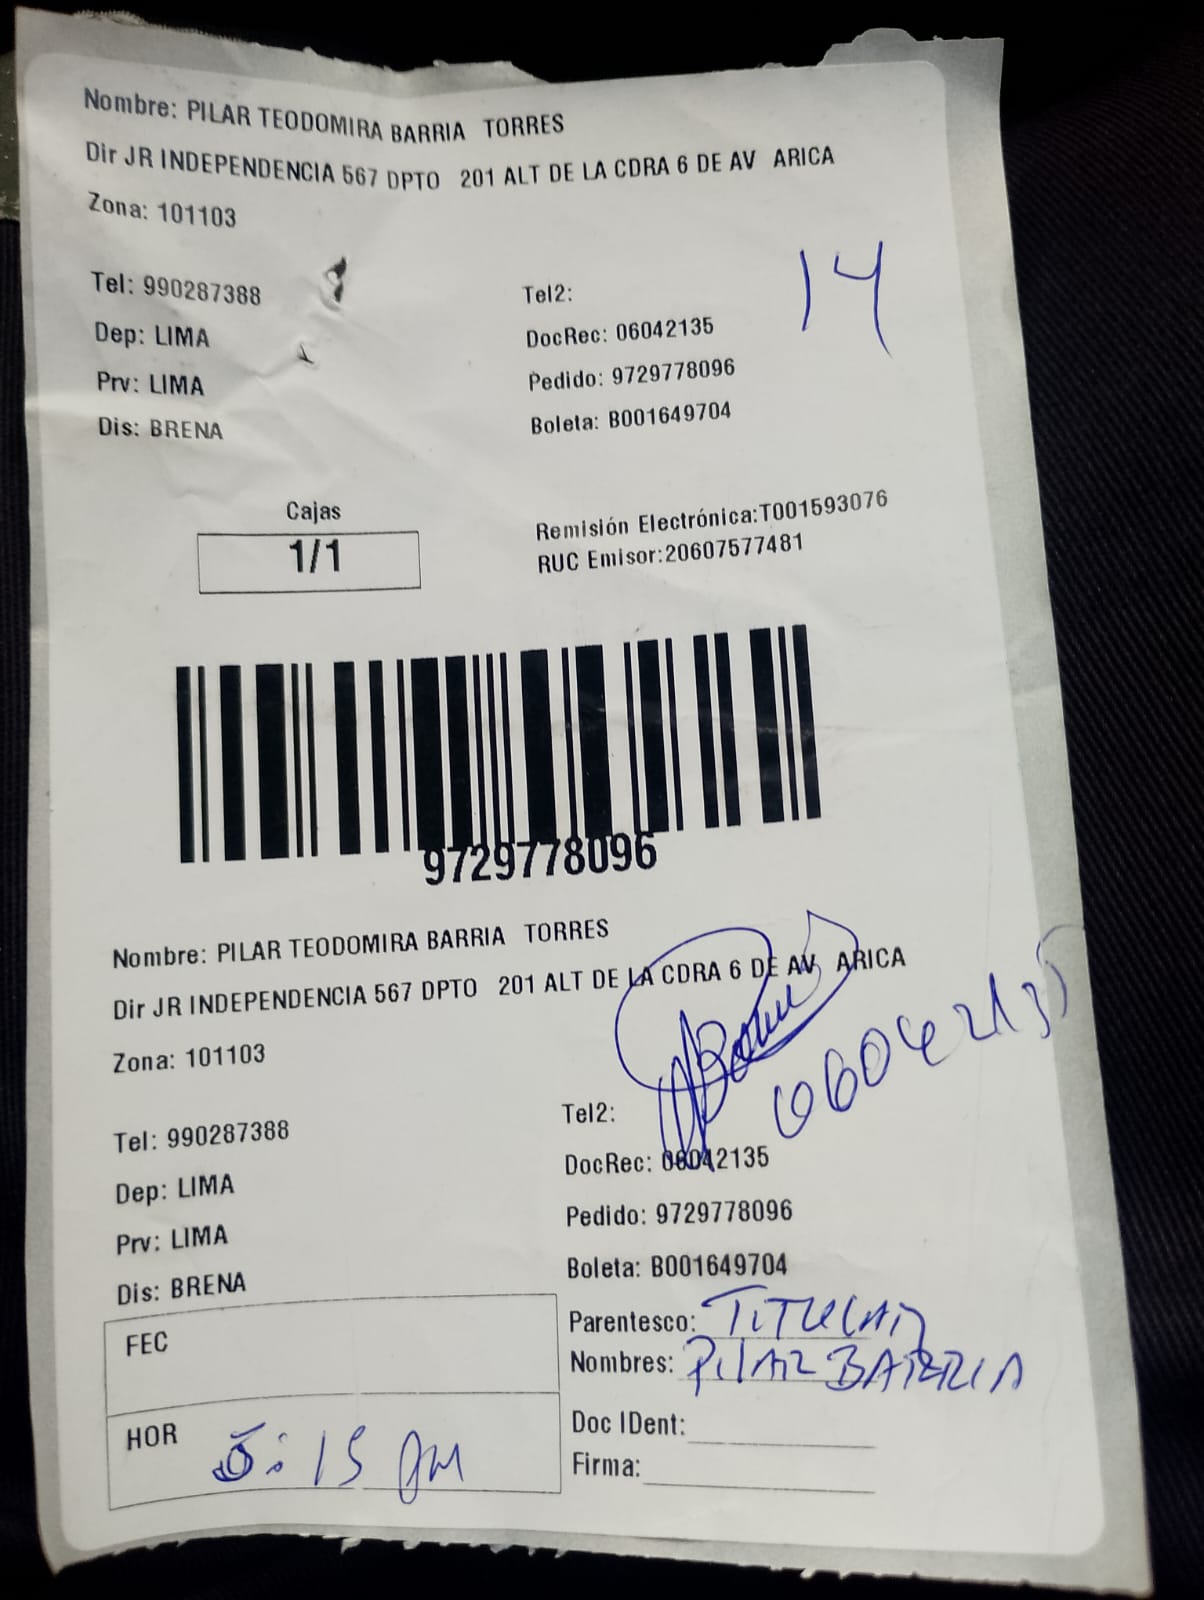 Nombre: PILAR TEODOMIRA BARRIA TORRES
Dir JR INDEPENDENCIA 567 DPTO 201 ALT DE LA CDRA 6 DE AV ARICA
Zona: 101103
14
Tel: 990287388
Tel2:
Dep: LIMA
DocRec: 06042135
Prv: LIMA
Pedido: 9729778096
Dis: BRENA
Boleta: B001649704
Cajas
1/1
Remisión Electrónica:T001593076
RUC Emisor:20607577481
9729778096
Nombre: PILAR TEODOMIRA BARRIA TORRES
Dir JR INDEPENDENCIA 567 DPTO 201 ALT DE LA CDRA 6 DE AV ARICA
Zona: 101103
06042135
Tel: 990287388
Tel2:
Dep: LIMA
DocRec: 06042135
Prv: LIMA
Pedido: 9729778096
Dis: BRENA
Boleta: B001649704
FEC
Parentesco: TITULAR
Nombres: PILAR BARRIA
HOR
Doc IDent:
Firma: